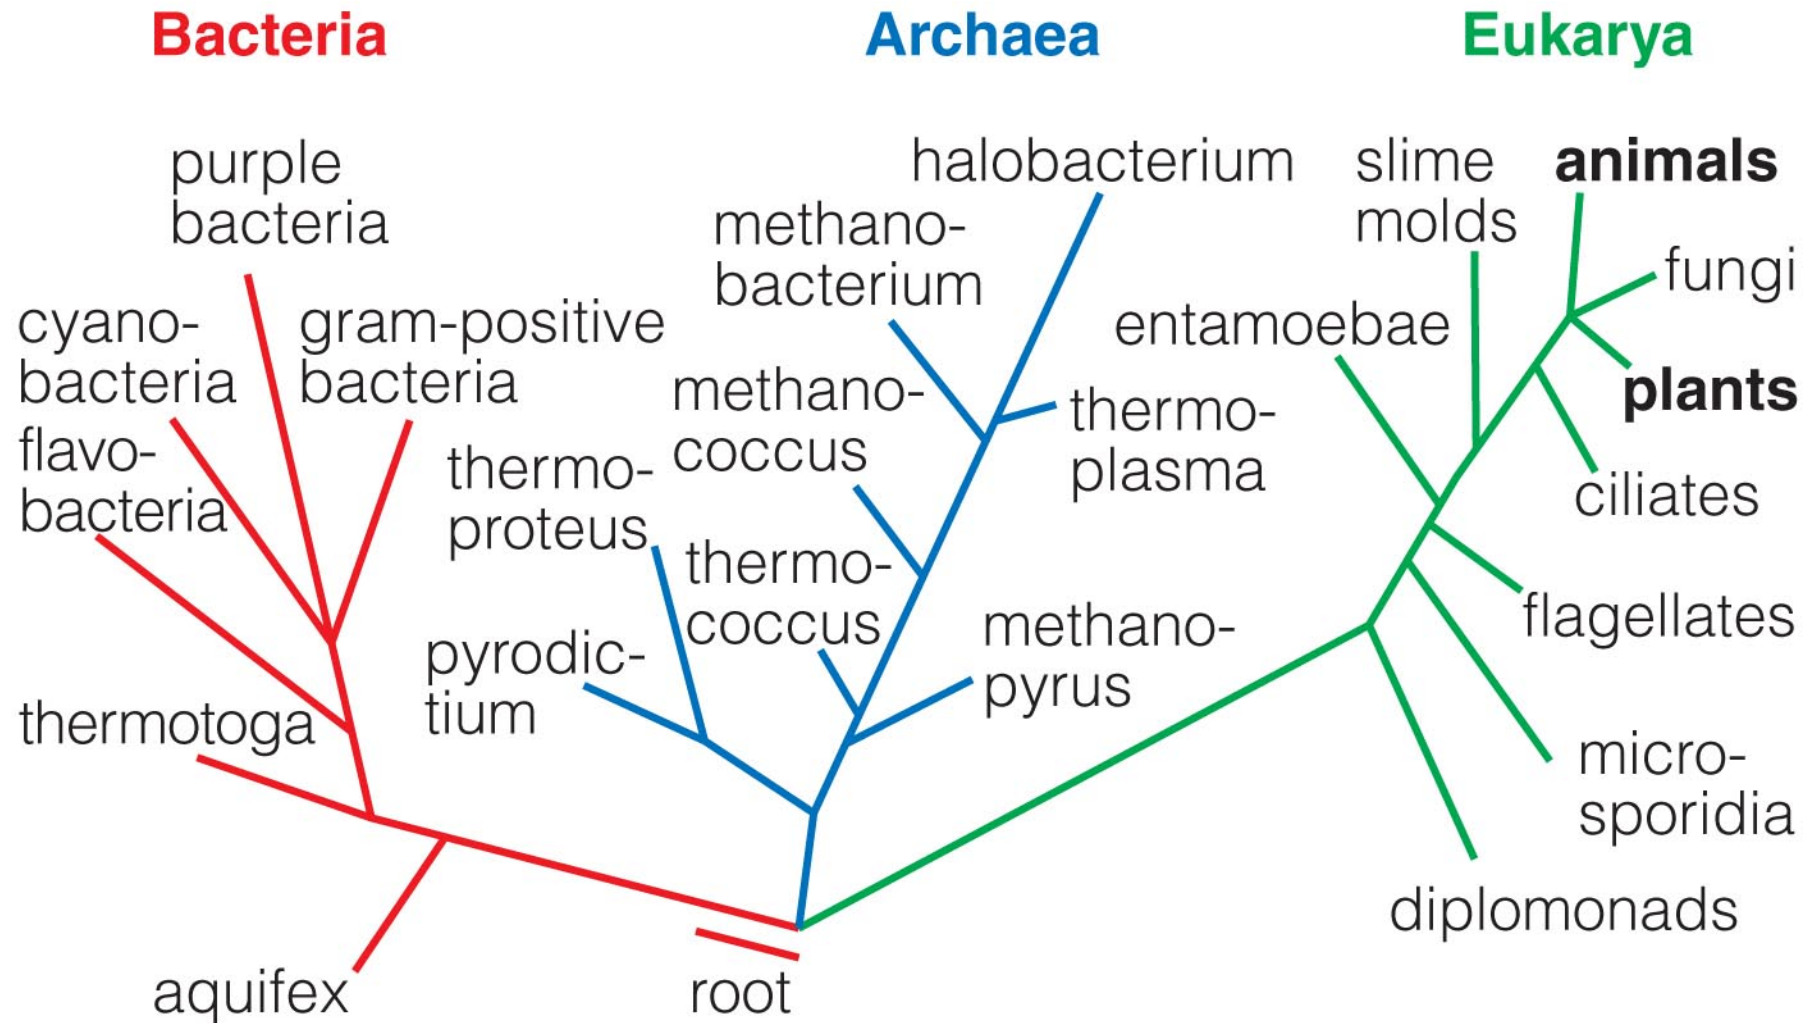 Bacteria
Archaea
Eukarya
purple
bacteria
cyano-
bacteria
gram-positive
bacteria
flavo-
bacteria
thermotoga
aquifex
root
thermo-
proteus
pyrodic-
tium
halobacterium
methano-
bacterium
methano-
coccus
thermo-
plasma
thermo-
coccus
methano-
pyrus
slime
molds
animals
fungi
entamoebae
plants
ciliates
flagellates
micro-
sporidia
diplomonads